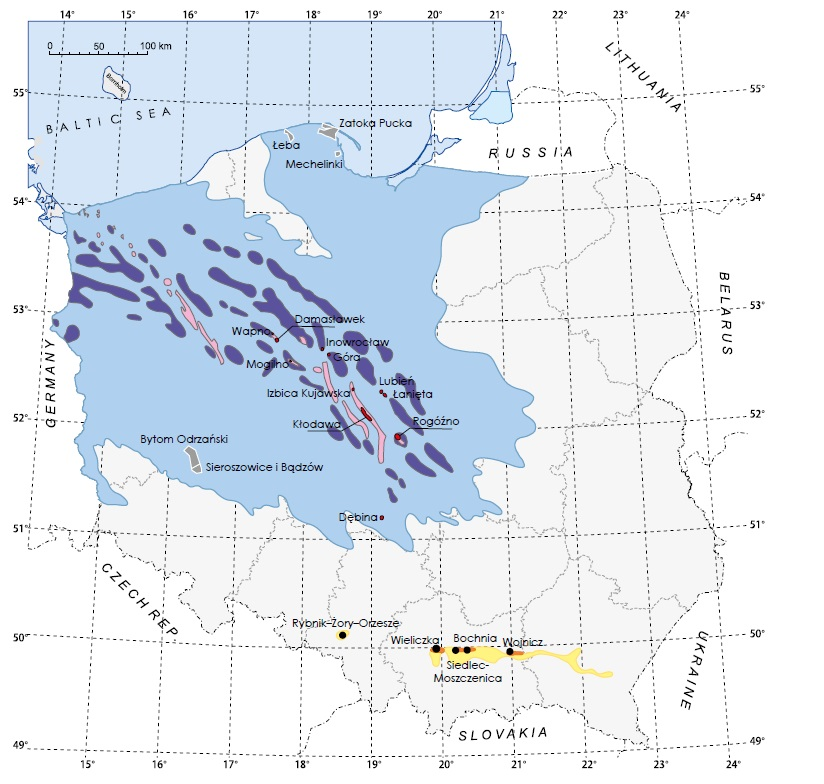 14° 15° 16° 17° 18° 19° 20° 21° 22° 23° 24°
0 50 100 km
Bornholm
BALTIC SEA
LITHUANIA
RUSSIA
BELARUS
UKRAINE
SLOVAKIA
CZECH REP
GERMANY
55°
55°
54°
54°
53°
53°
52°
52°
51°
51°
50°
50°
49°
49°
Zatoka Pucka
Łeba
Mechelinki
Damasławek
Wapno
Inowrocław
Góra
Mogilno
Lubień
Izbica Kujawska
Łanięta
Kłodawa
Rogóźno
Bytom Odrzański
Sieroszowice i Bądzów
Dębina
Rybnik-Żory-Orzesze
Wieliczka
Bochnia
Wojnicz
Siedlec-
Moszczenica
15° 16° 17° 18° 19° 20° 21° 22° 23° 24°